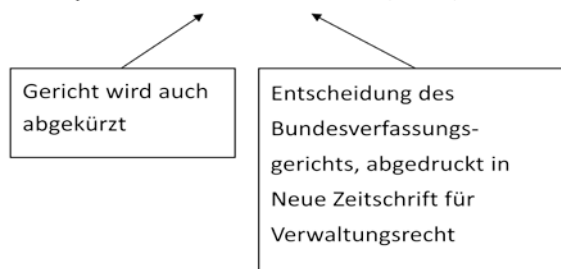 Gericht wird auch
abgekürzt
Entscheidung des
Bundesverfassungs-
gerichts, abgedruckt in
Neue Zeitschrift für
Verwaltungsrecht